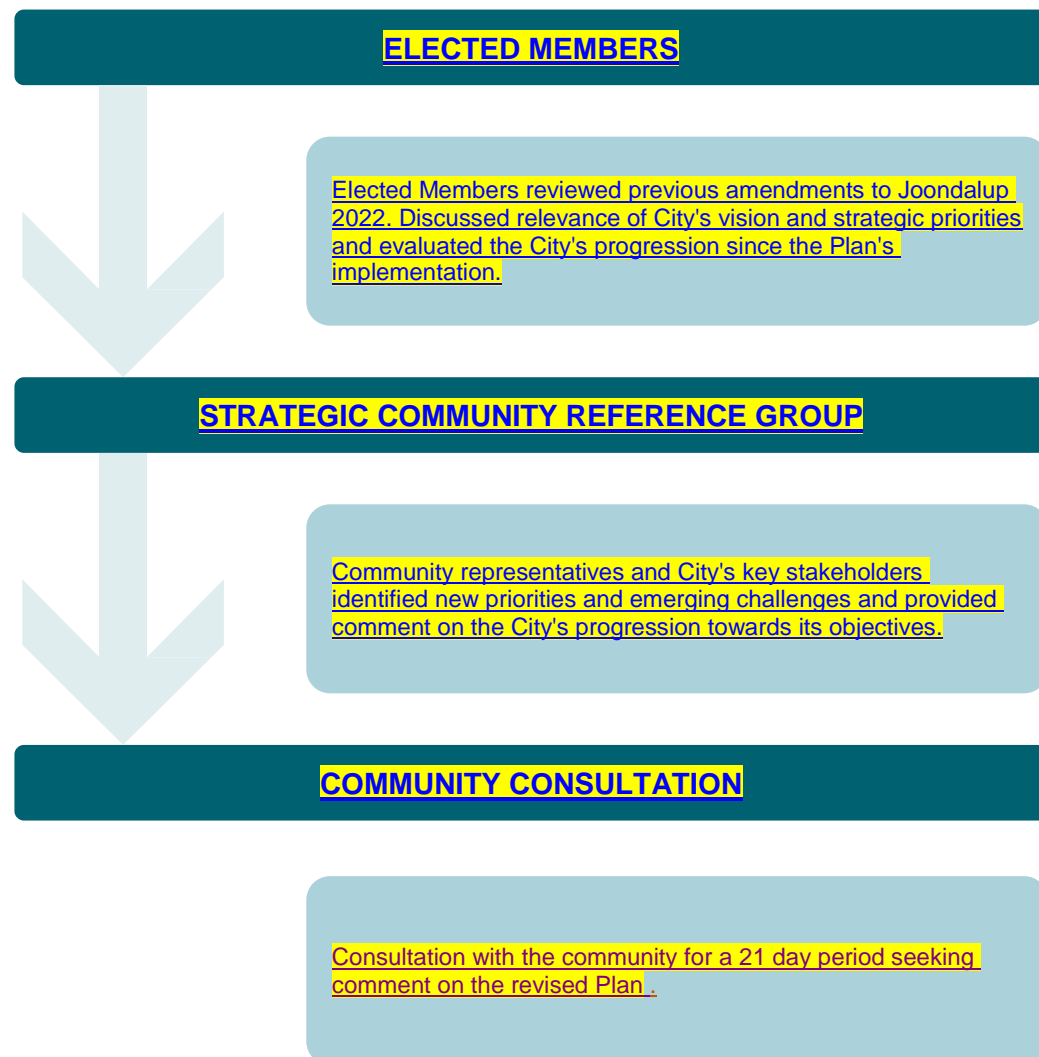 ELECTED MEMBERS
Elected Members reviewed previous amendments to Joondalup
2022. Discussed relevance of City's vision and strategic priorities
and evaluated the City's progression since the Plan's
implementation.
STRATEGIC COMMUNITY REFERENCE GROUP
Community representatives and City's key stakeholders
identified new priorities and emerging challenges and provided
comment on the City's progression towards its objectives.
COMMUNITY CONSULTATION
Consultation with the community for a 21 day period seeking
comment on the revised Plan .